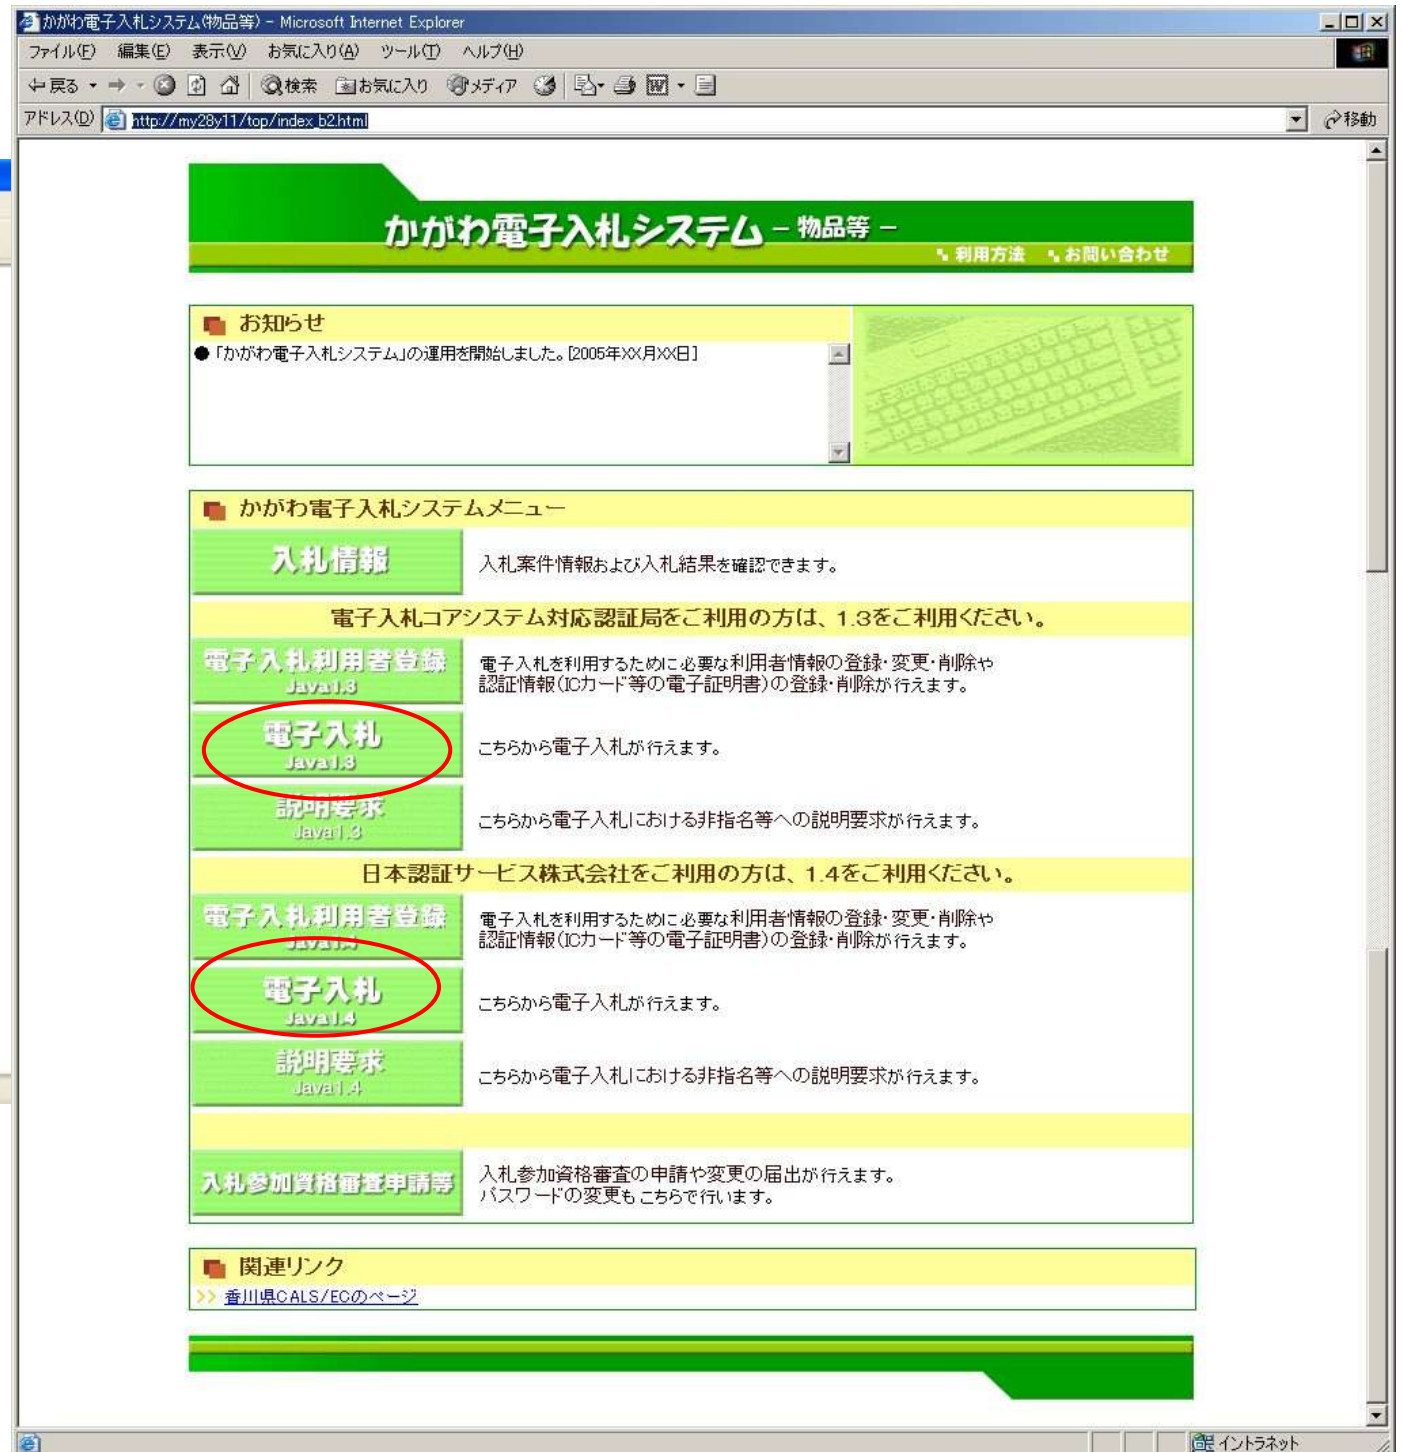 かがわ電子入札システム(物品等) - Microsoft Internet Explorer
ファイル(F) 編集(E) 表示(V) お気に入り(A) ツール(T) ヘルプ(H)
戻る 検索 お気に入り メディア
アドレス(D) http://my28y11/top/index_b2.html 移動
かがわ電子入札システム － 物品等 －
利用方法 お問い合わせ
お知らせ
●「かがわ電子入札システム」の運用を開始しました。[2005年XX月XX日]
かがわ電子入札システムメニュー
入札情報 入札案件情報および入札結果を確認できます。
電子入札コアシステム対応認証局をご利用の方は、1.3をご利用ください。
電子入札利用者登録 電子入札を利用するために必要な利用者情報の登録・変更・削除や
Java1.3 認証情報(ICカード等の電子証明書)の登録・削除が行えます。
電子入札
Java1.3 こちらから電子入札が行えます。
説明要求
Java1.3 こちらから電子入札における非指名等への説明要求が行えます。
日本認証サービス株式会社をご利用の方は、1.4をご利用ください。
電子入札利用者登録 電子入札を利用するために必要な利用者情報の登録・変更・削除や
Java1.4 認証情報(ICカード等の電子証明書)の登録・削除が行えます。
電子入札
Java1.4 こちらから電子入札が行えます。
説明要求
Java1.4 こちらから電子入札における非指名等への説明要求が行えます。
入札参加資格審査申請等 入札参加資格審査の申請や変更の届出が行えます。
パスワードの変更もこちらで行います。
関連リンク
>> 香川県CALS/ECのページ
イントラネット